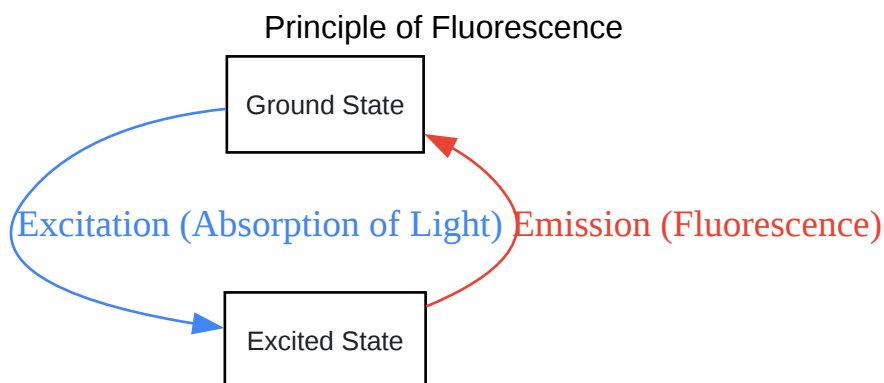 Principle of Fluorescence
Ground State
Excitation (Absorption of Light)
Emission (Fluorescence)
Excited State